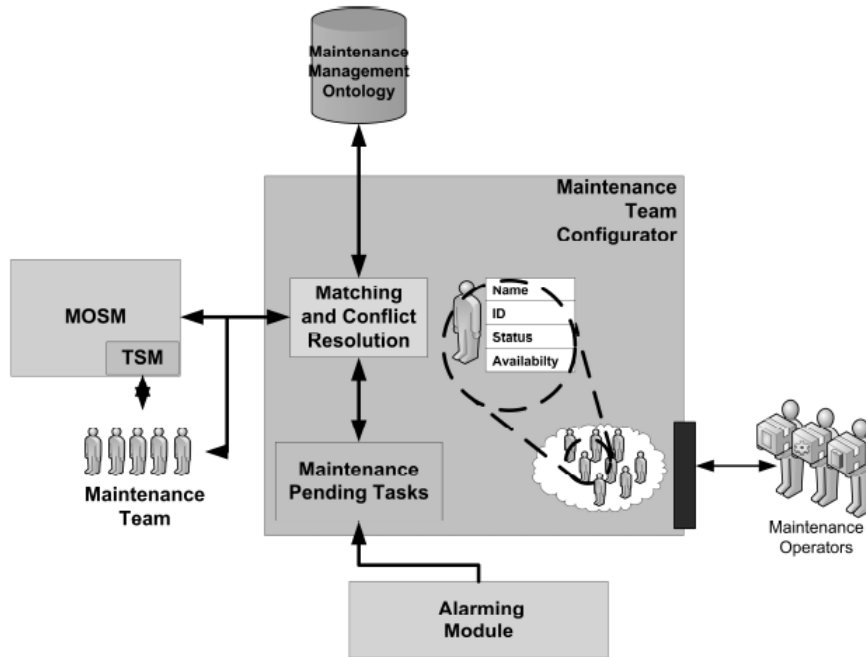 Maintenance
Management
Ontology
Maintenance
Team
Configurator
MOSM
TSM
Matching
and Conflict
Resolution
Name
ID
Status
Availabilty
Maintenance
Team
Maintenance
Pending Tasks
Maintenance
Operators
Alarming
Module